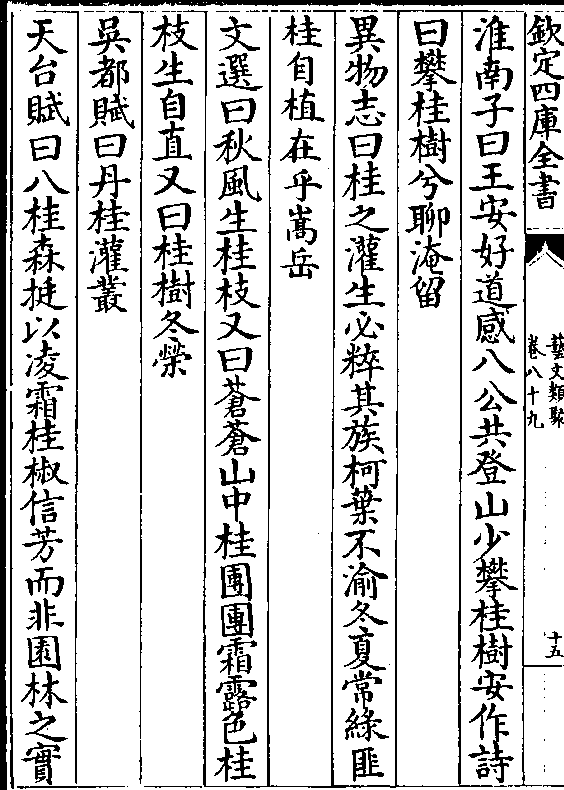 欽定四庫全書
藝文類聚
卷八十九
十五
淮南子曰王安好道感八公共登山少攀桂樹安作詩
曰攀桂樹兮聊淹留
異物志曰桂之灌生必粹其族柯葉不渝冬夏常綠匪
桂自植在乎嵩岳
文選曰秋風生桂枝又曰蒼蒼山中桂團團霜露色桂
枝生自直又曰桂樹冬榮
吳都賦曰丹桂灌叢
天台賦曰八桂森挺以凌霜桂椒信芳而非園林之實